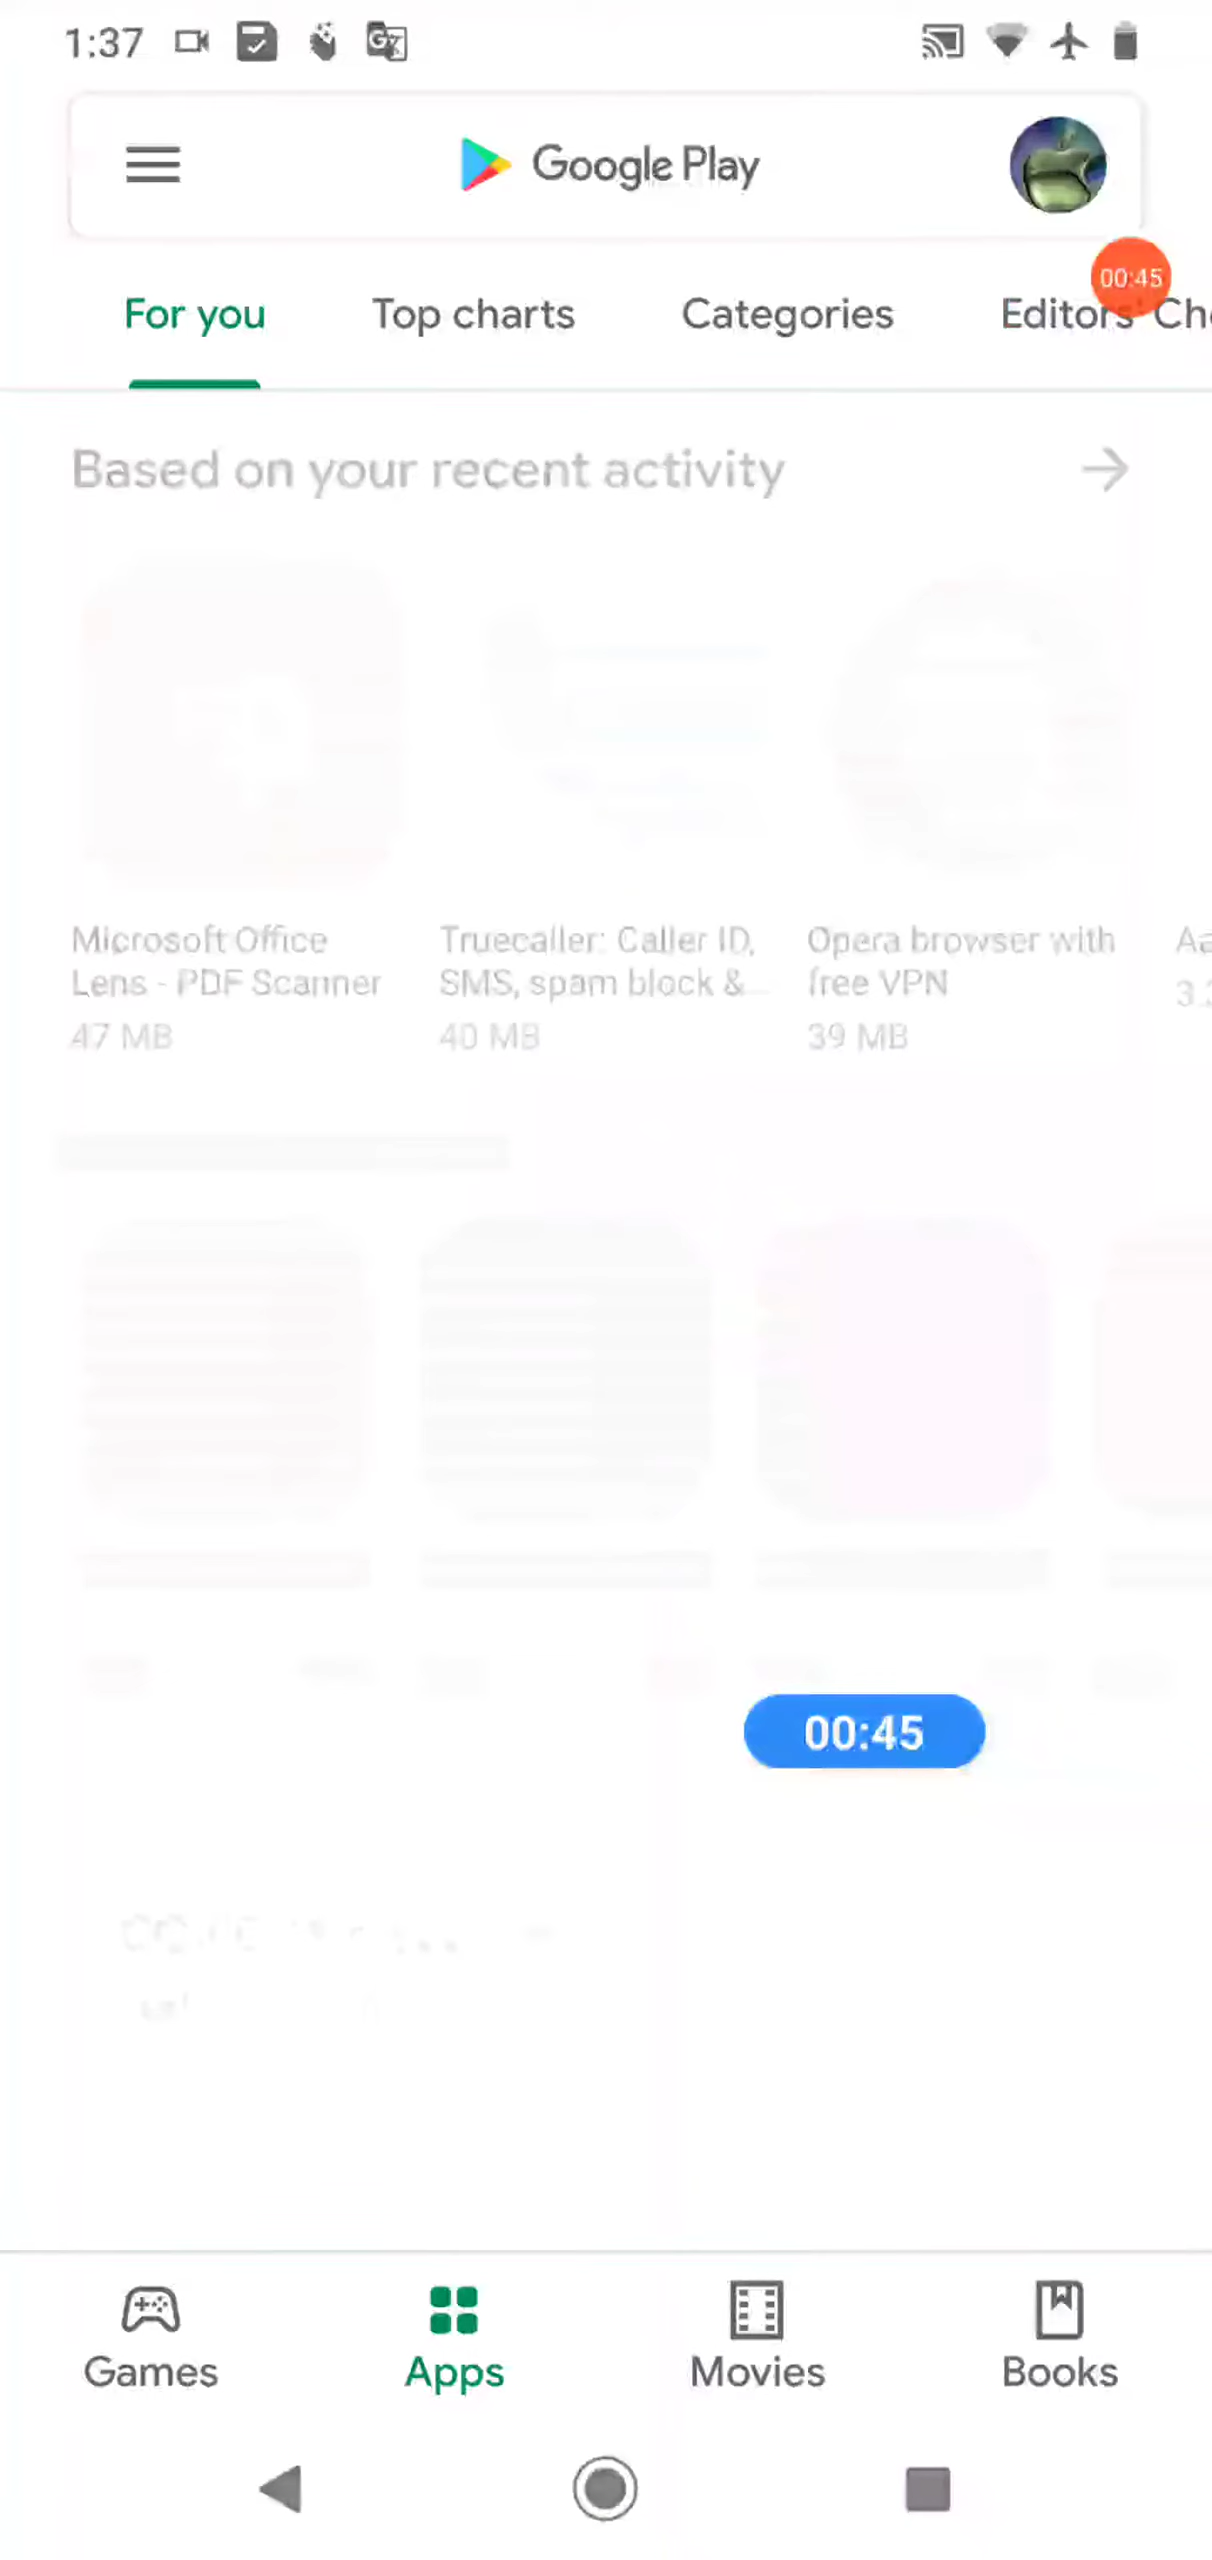 1:37
Google Play
00:45
For you Top charts Categories Editors' Ch
Based on your recent activity
Microsoft Office Truecaller: Caller ID, Opera browser with
Lens - PDF Scanner SMS, spam block &... free VPN
47 MB 40 MB 39 MB
00:45
Games Apps Movies Books